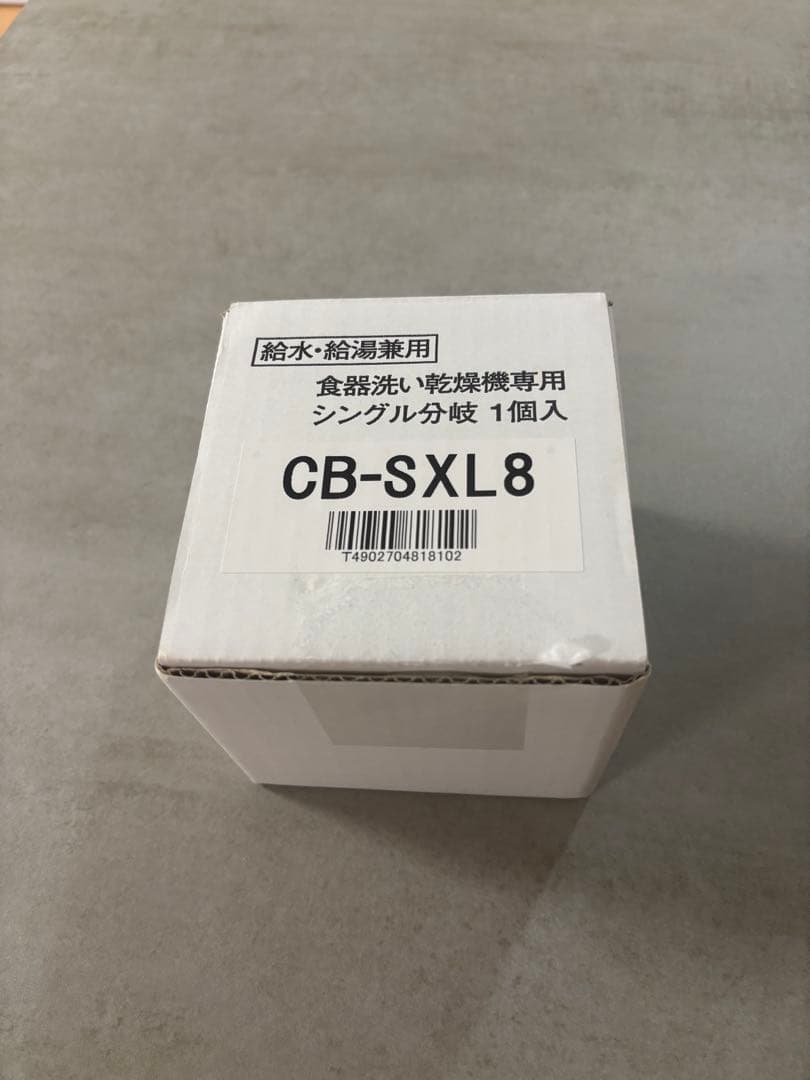 給水・給湯兼用
食器洗い乾燥機専用
シングル分岐 1個入
CB-SXL8
T4902704818102